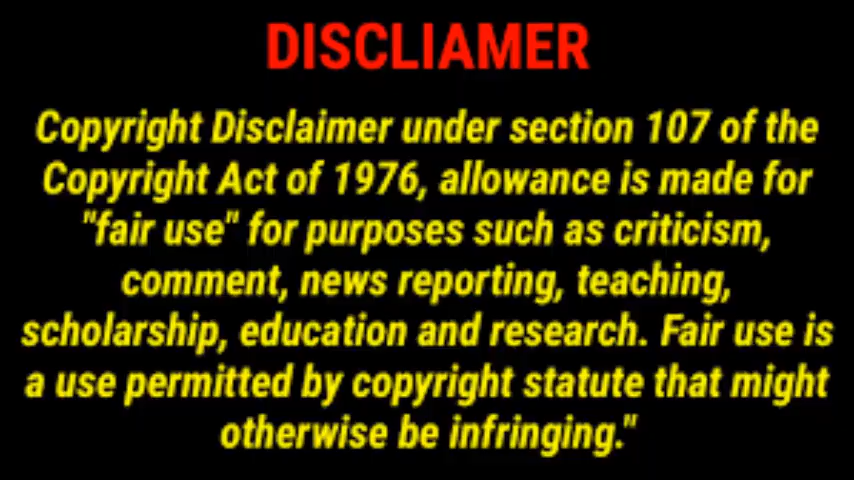 DISCLIAMER
Copyright Disclaimer under section 107 of the
Copyright Act of 1976, allowance is made for
"fair use" for purposes such as criticism,
comment, news reporting, teaching,
scholarship, education and research. Fair use is
a use permitted by copyright statute that might
otherwise be infringing."